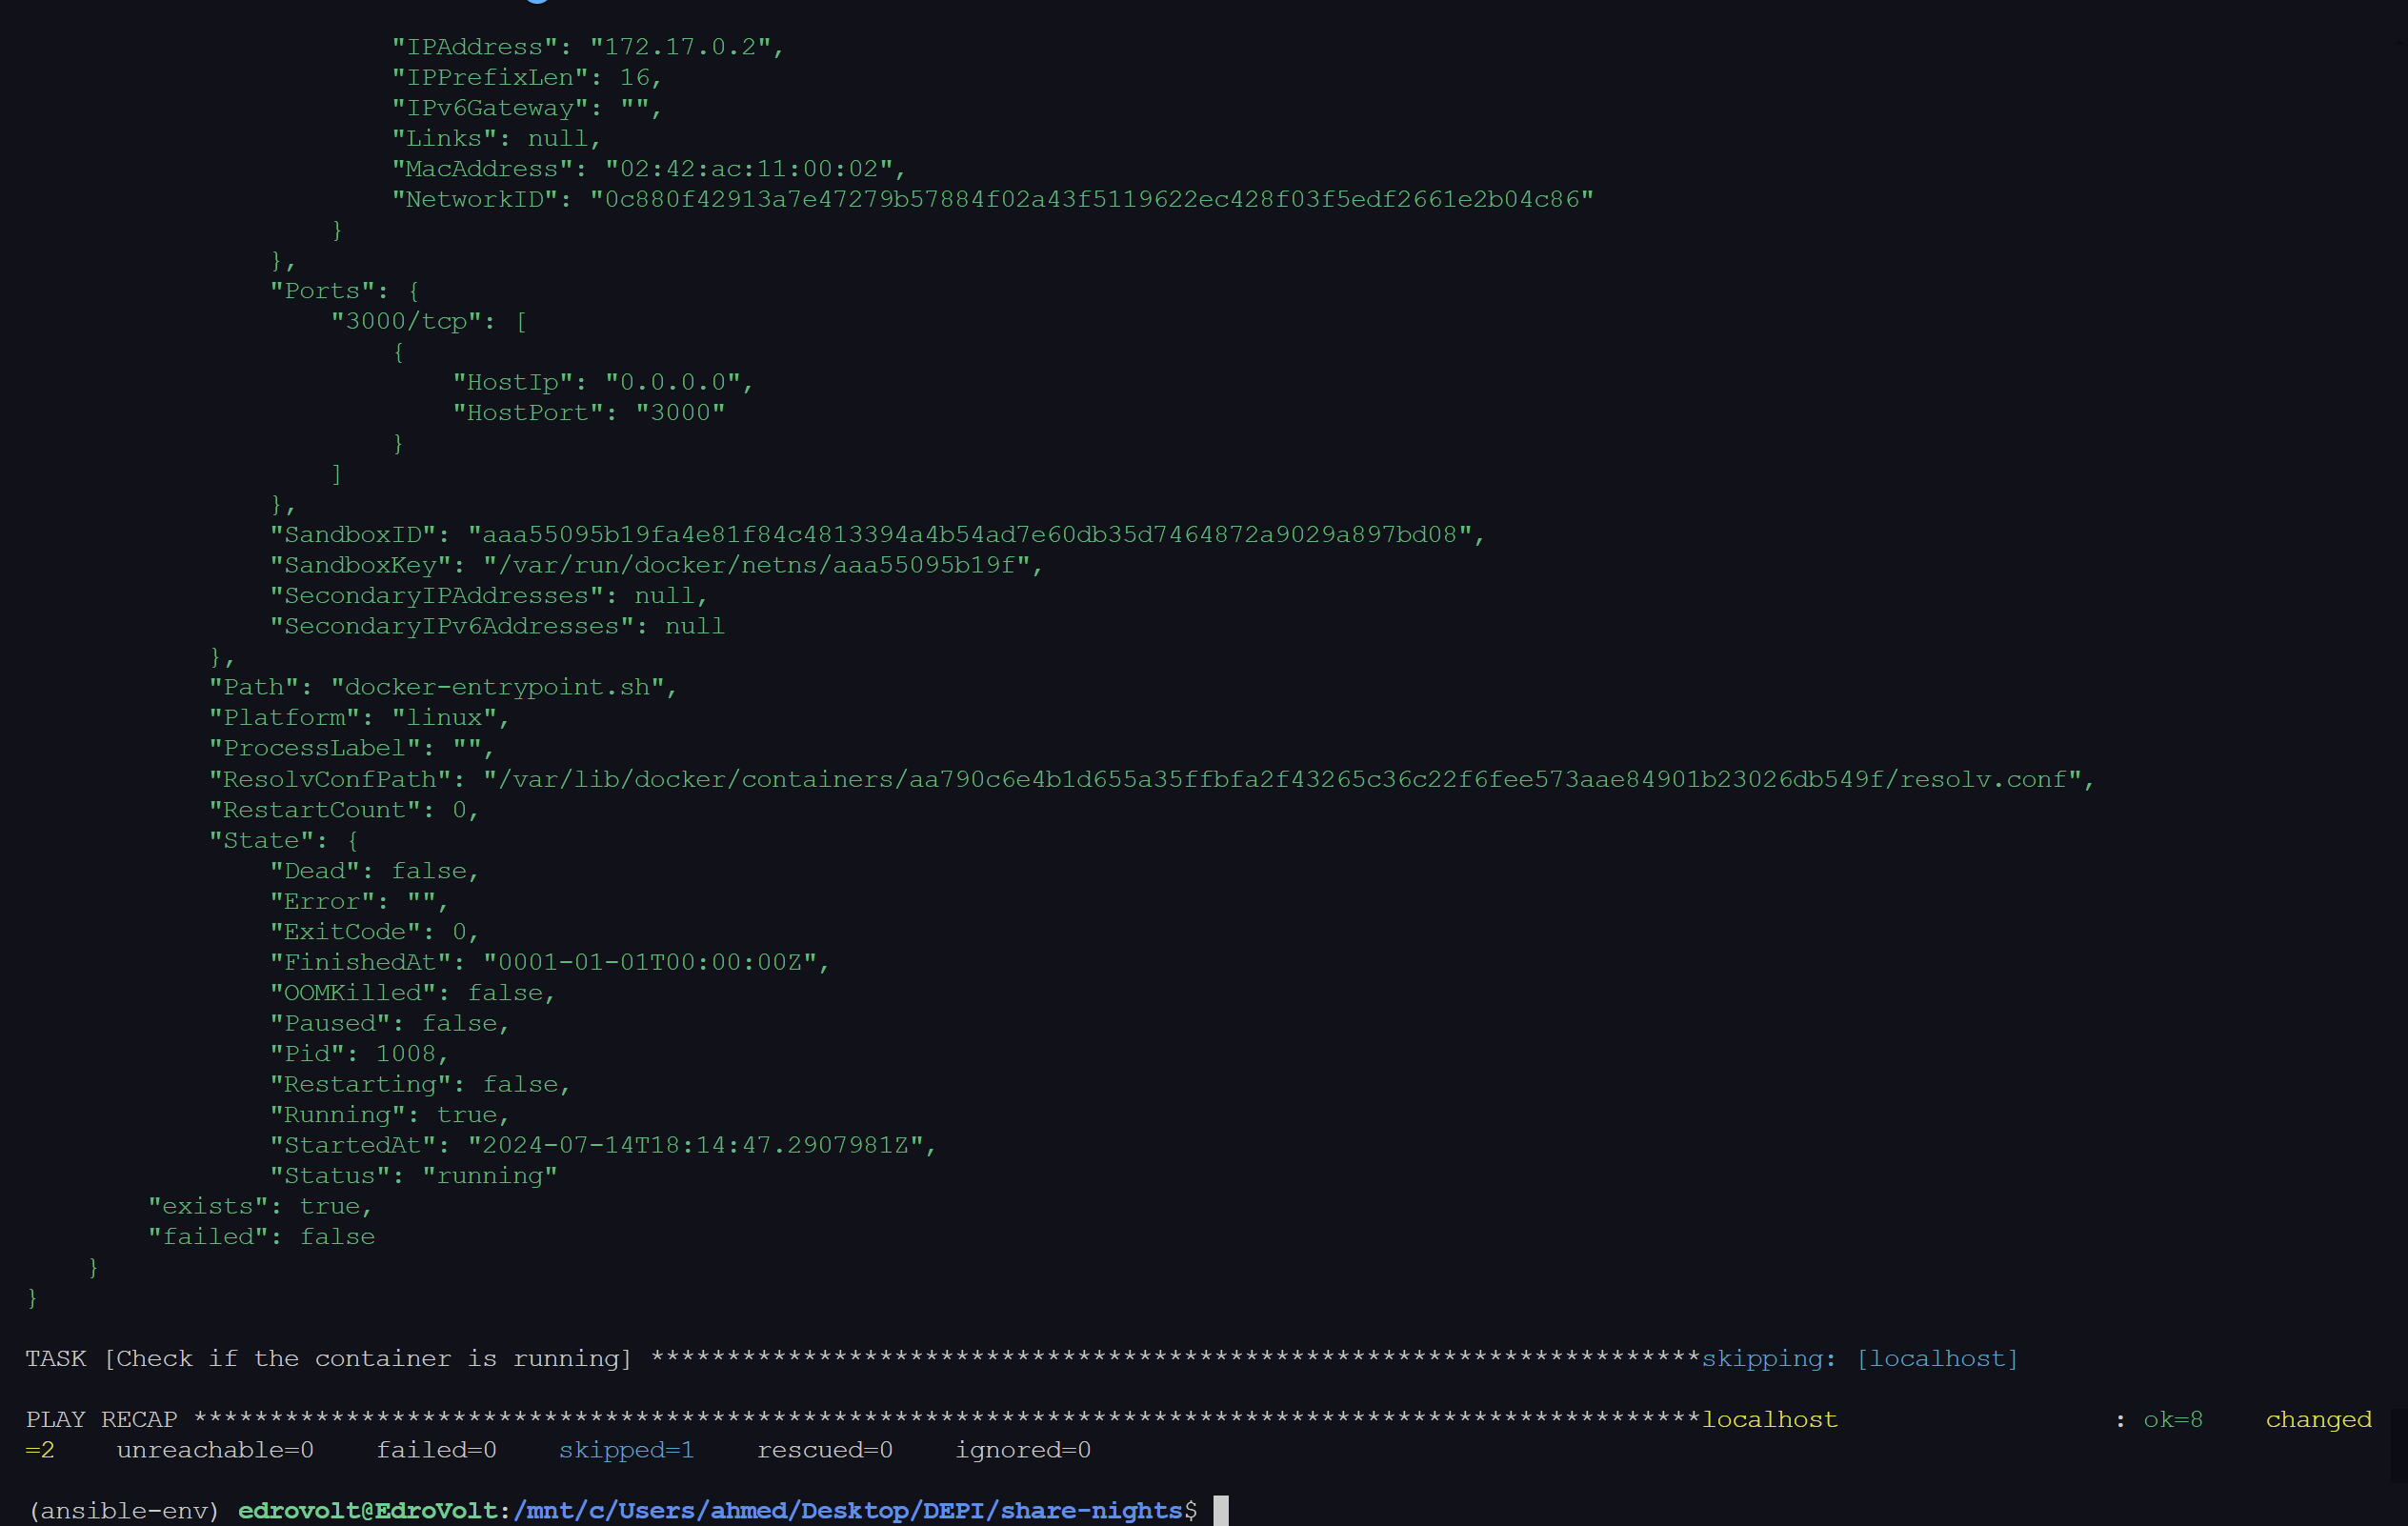 "IPAddress": "172.17.0.2",
"IPPrefixLen": 16,
"IPv6Gateway": "",
"Links": null,
"MacAddress": "02:42:ac:11:00:02",
"NetworkID": "0c880f42913a7e47279b57884f02a43f5119622ec428f03f5edf2661e2b04c86"
}
},
"Ports": {
"3000/tcp": [
{
"HostIp": "0.0.0.0",
"HostPort": "3000"
}
]
},
"SandboxID": "aaa55095b19fa4e81f84c4813394a4b54ad7e60db35d7464872a9029a897bd08",
"SandboxKey": "/var/run/docker/netns/aaa55095b19f",
"SecondaryIPAddresses": null,
"SecondaryIPv6Addresses": null
},
"Path": "docker-entrypoint.sh",
"Platform": "linux",
"ProcessLabel": "",
"ResolvConfPath": "/var/lib/docker/containers/aa790c6e4b1d655a35ffbfa2f43265c36c22f6fee573aae84901b23026db549f/resolv.conf",
"RestartCount": 0,
"State": {
"Dead": false,
"Error": "",
"ExitCode": 0,
"FinishedAt": "0001-01-01T00:00:00Z",
"OOMKilled": false,
"Paused": false,
"Pid": 1008,
"Restarting": false,
"Running": true,
"StartedAt": "2024-07-14T18:14:47.2907981Z",
"Status": "running"
"exists": true,
"failed": false
}
}
TASK [Check if the container is running] *********************************************************************skipping: [localhost]
PLAY RECAP ***************************************************************************************************localhost : ok=8 changed
=2 unreachable=0 failed=0 skipped=1 rescued=0 ignored=0
(ansible-env) edrovolt@EdroVolt:/mnt/c/Users/ahmed/Desktop/DEPI/share-nights$